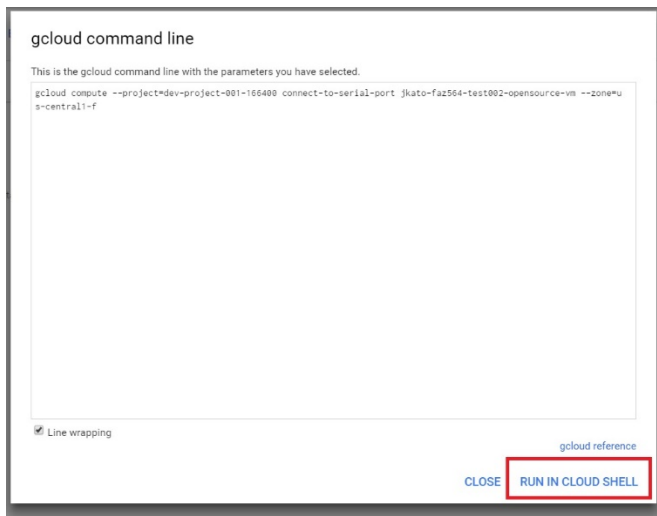 gcloud command line
This is the gcloud command line with the parameters you have selected.
gcloud compute --project=dev-project-001-166400 connect-to-serial-port jkato-faz564-test002-opensource-vm --zone=u
s-central1-f
Line wrapping
gcloud reference
CLOSE RUN IN CLOUD SHELL